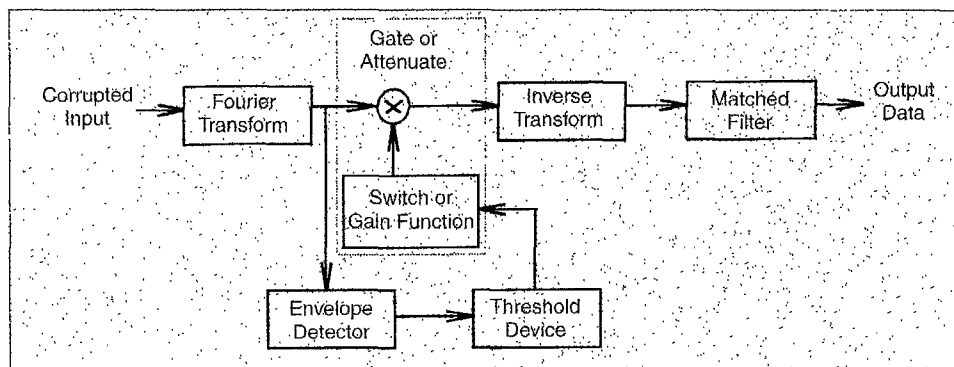 Gate or
Attenuate
Corrupted
Input
Fourier
Transform
Inverse
Transform
Matched
Filter
Output
Data
Switch or
Gain Function
Envelope
Detector
Threshold
Device